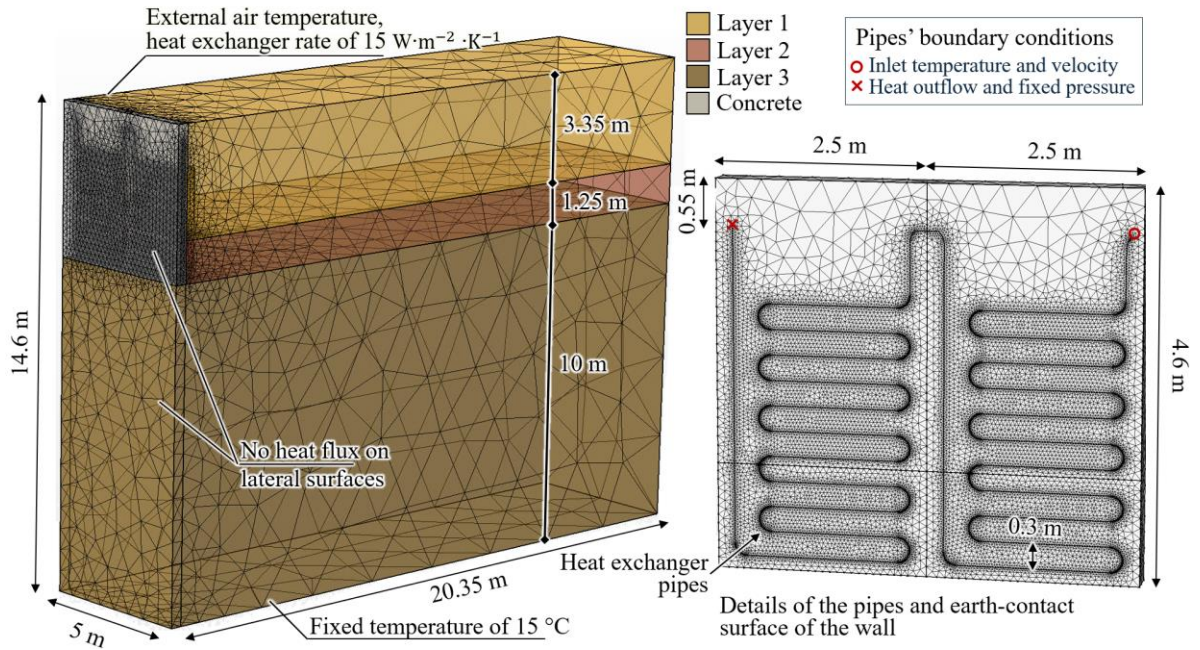 External air temperature,
heat exchanger rate of 15 W·m⁻² ·K⁻¹
Layer 1
Layer 2
Layer 3
Concrete
Pipes' boundary conditions
Inlet temperature and velocity
Heat outflow and fixed pressure
3.35 m
1.25 m
10 m
14.6 m
No heat flux on
lateral surfaces
5 m
20.35 m
Fixed temperature of 15 °C
2.5 m
2.5 m
0.55 m
4.6 m
0.3 m
Heat exchanger
pipes
Details of the pipes and earth-contact
surface of the wall